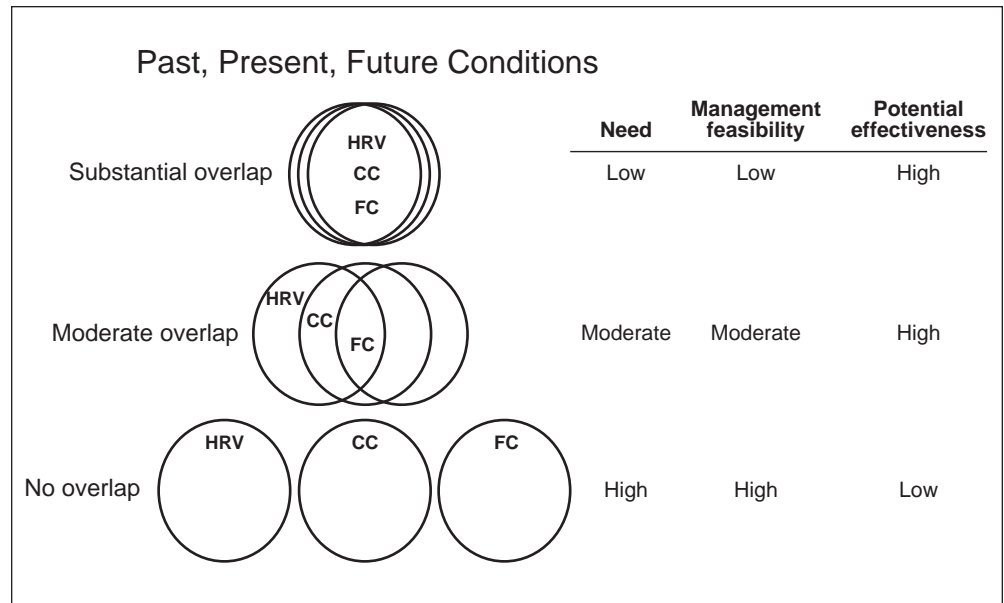 Past, Present, Future Conditions
Need
Management
feasibility
Potential
effectiveness
Substantial overlap
HRV
CC
FC
Low
Low
High
Moderate overlap
HRV
CC
FC
Moderate
Moderate
High
No overlap
HRV
CC
FC
High
High
Low